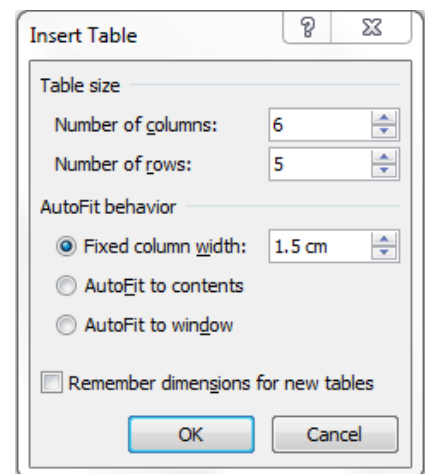 Insert Table
Table size
Number of columns: 6
Number of rows: 5
AutoFit behavior
Fixed column width: 1.5 cm
AutoFit to contents
AutoFit to window
Remember dimensions for new tables
OK Cancel